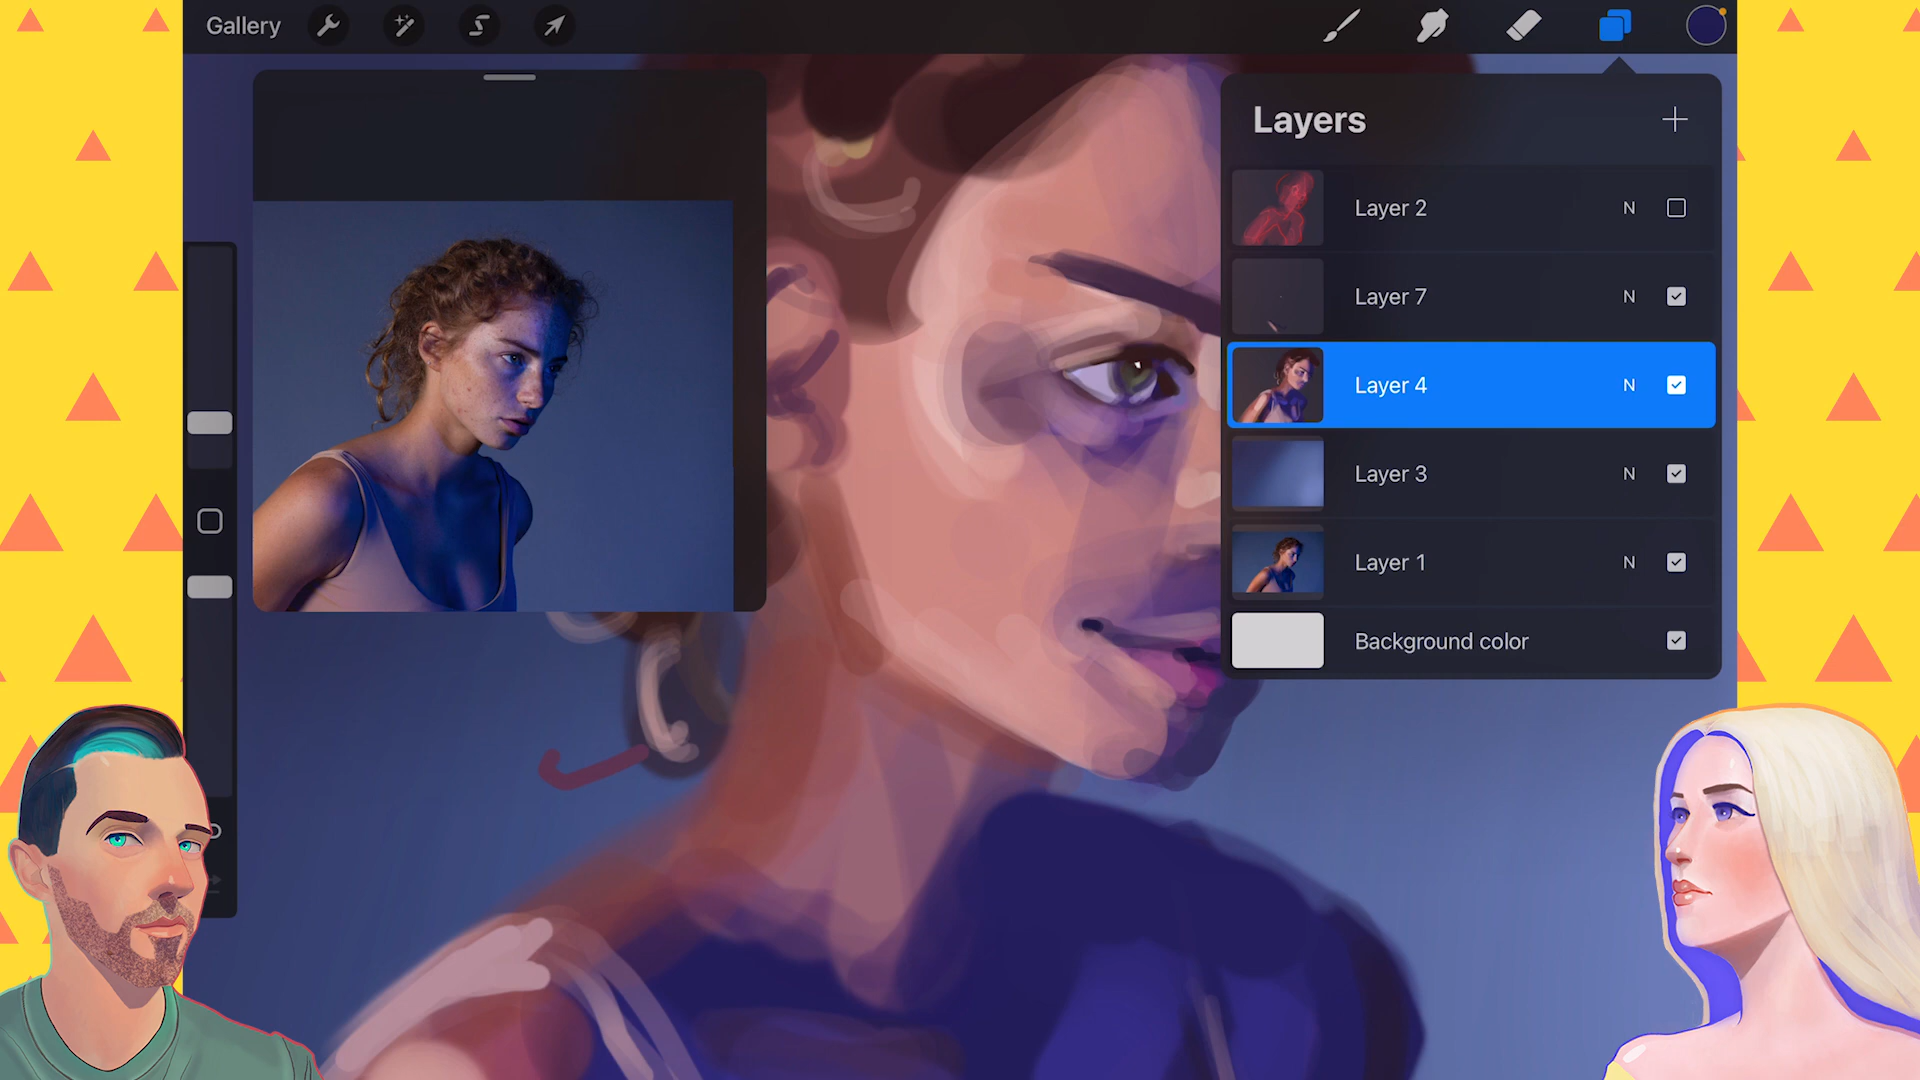 Gallery
Layers
Layer 2 N
Layer 7 N
Layer 4 N
Layer 3 N
Layer 1 N
Background color